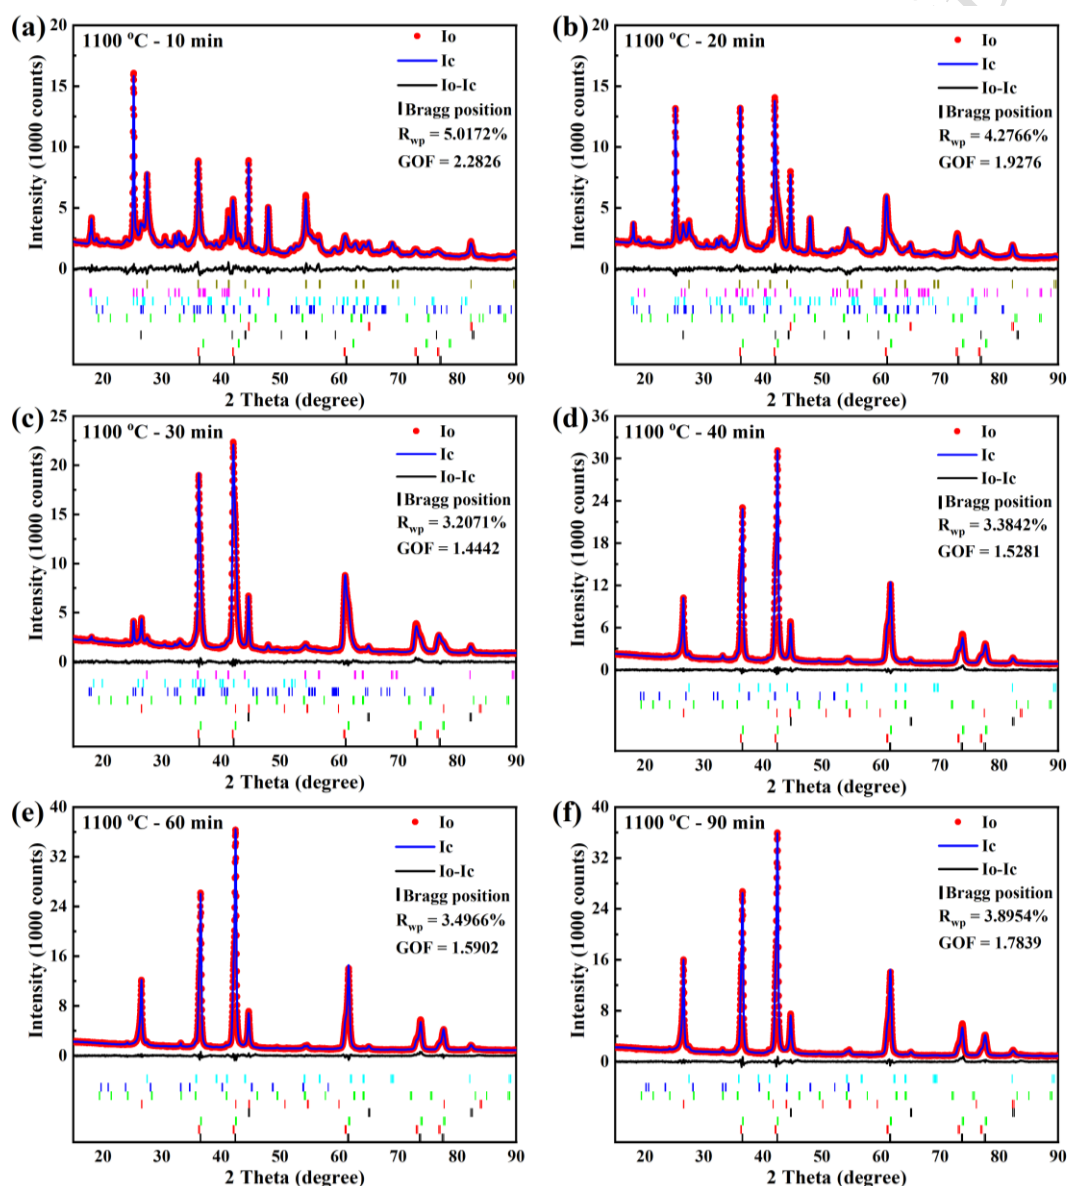 (a)
1100 °C - 10 min
Io
Ic
Io-Ic
Bragg position
Rwp = 5.0172%
GOF = 2.2826
20
15
10
5
0
Intensity (1000 counts)
20 30 40 50 60 70 80 90
2 Theta (degree)
(b)
1100 °C - 20 min
Io
Ic
Io-Ic
Bragg position
Rwp = 4.2766%
GOF = 1.9276
20
15
10
5
0
Intensity (1000 counts)
20 30 40 50 60 70 80 90
2 Theta (degree)
(c)
1100 °C - 30 min
Io
Ic
Io-Ic
Bragg position
Rwp = 3.2071%
GOF = 1.4442
25
20
15
10
5
0
Intensity (1000 counts)
20 30 40 50 60 70 80 90
2 Theta (degree)
(d)
1100 °C - 40 min
Io
Ic
Io-Ic
Bragg position
Rwp = 3.3842%
GOF = 1.5281
36
30
24
18
12
6
0
Intensity (1000 counts)
20 30 40 50 60 70 80 90
2 Theta (degree)
(e)
1100 °C - 60 min
Io
Ic
Io-Ic
Bragg position
Rwp = 3.4966%
GOF = 1.5902
40
32
24
16
8
0
Intensity (1000 counts)
20 30 40 50 60 70 80 90
2 Theta (degree)
(f)
1100 °C - 90 min
Io
Ic
Io-Ic
Bragg position
Rwp = 3.8954%
GOF = 1.7839
40
32
24
16
8
0
Intensity (1000 counts)
20 30 40 50 60 70 80 90
2 Theta (degree)